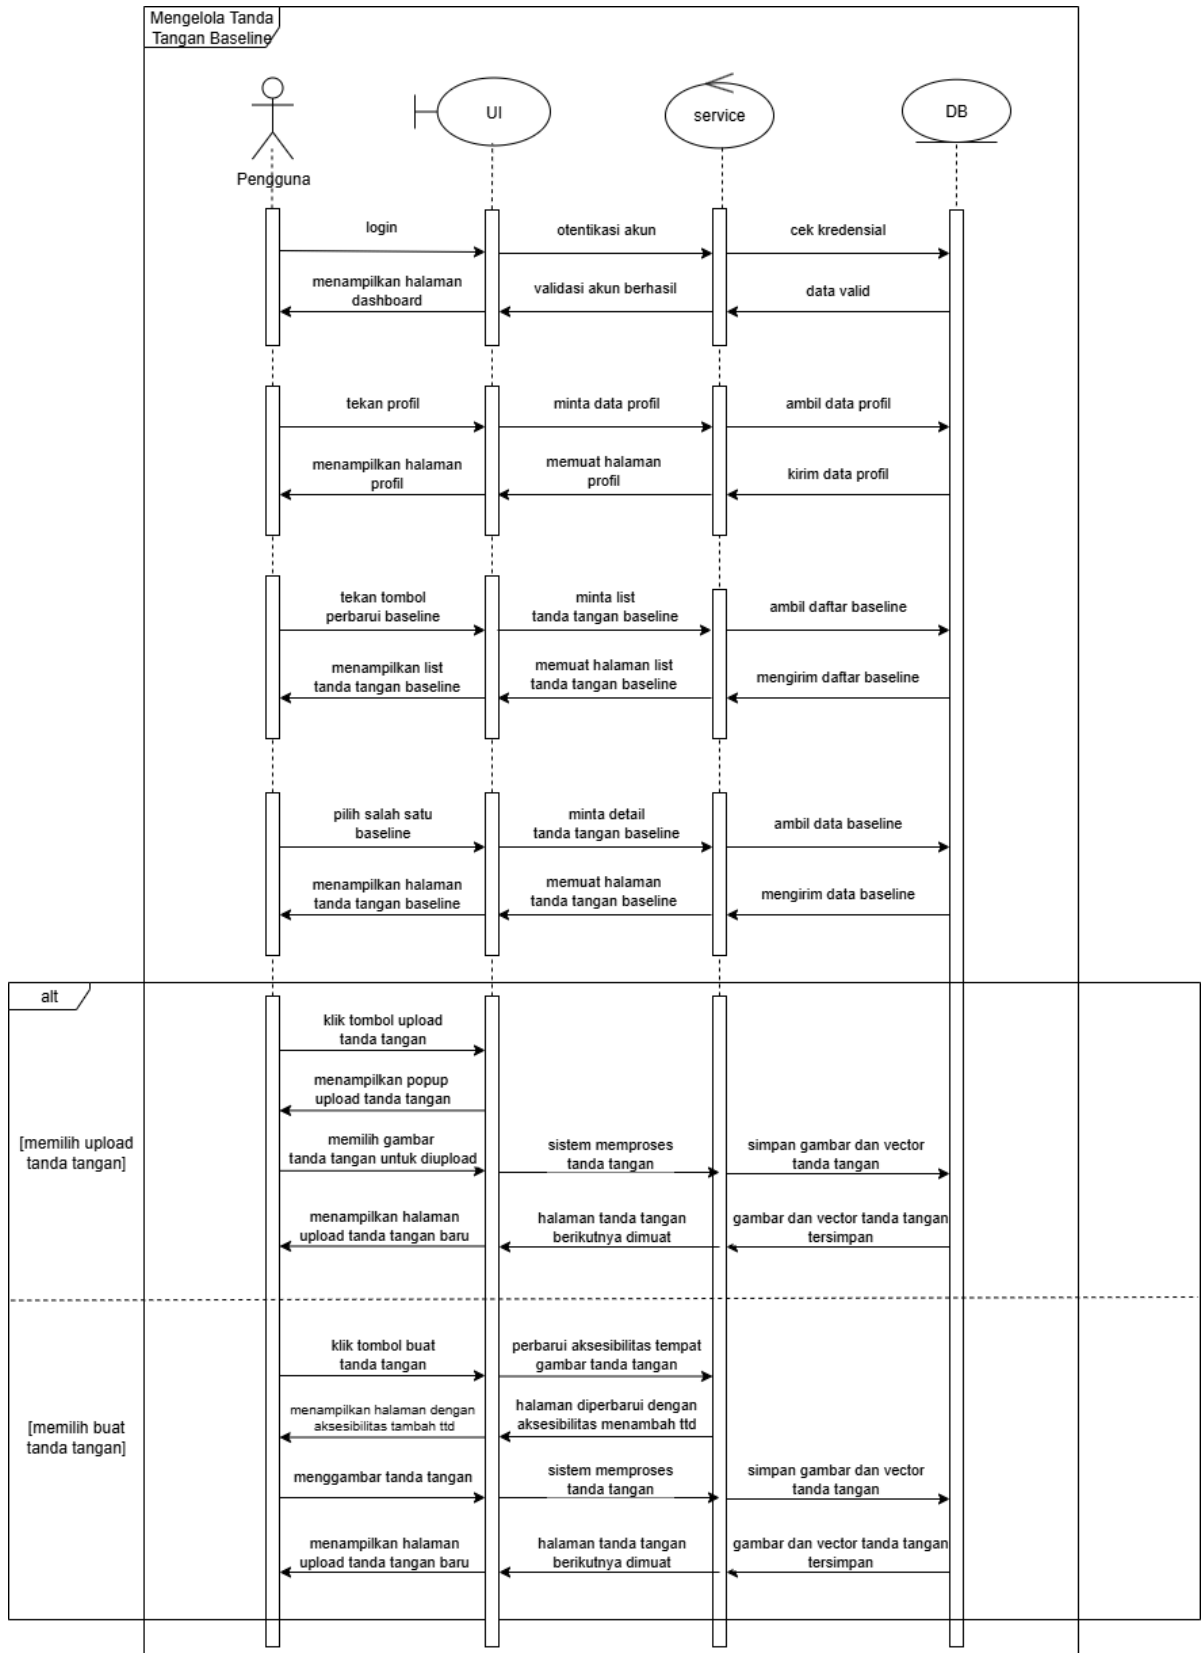 Mengelola Tanda
Tangan Baseline
Pengguna
UI
service
DB
login
otentikasi akun
cek kredensial
menampilkan halaman
dashboard
validasi akun berhasil
data valid
tekan profil
minta data profil
ambil data profil
menampilkan halaman
profil
memuat halaman
profil
kirim data profil
tekan tombol
perbarui baseline
minta list
tanda tangan baseline
ambil daftar baseline
menampilkan list
tanda tangan baseline
memuat halaman list
tanda tangan baseline
mengirim daftar baseline
pilih salah satu
baseline
minta detail
tanda tangan baseline
ambil data baseline
menampilkan halaman
tanda tangan baseline
memuat halaman
tanda tangan baseline
mengirim data baseline
alt
[memilih upload
tanda tangan]
klik tombol upload
tanda tangan
menampilkan popup
upload tanda tangan
memilih gambar
tanda tangan untuk diupload
sistem memproses
tanda tangan
simpan gambar dan vector
tanda tangan
menampilkan halaman
upload tanda tangan baru
halaman tanda tangan
berikutnya dimuat
gambar dan vector tanda tangan
tersimpan
[memilih buat
tanda tangan]
klik tombol buat
tanda tangan
perbarui aksesibilitas tempat
gambar tanda tangan
menampilkan halaman dengan
aksesibilitas tambah ttd
halaman diperbarui dengan
aksesibilitas menambah ttd
menggambar tanda tangan
sistem memproses
tanda tangan
simpan gambar dan vector
tanda tangan
menampilkan halaman
upload tanda tangan baru
halaman tanda tangan
berikutnya dimuat
gambar dan vector tanda tangan
tersimpan